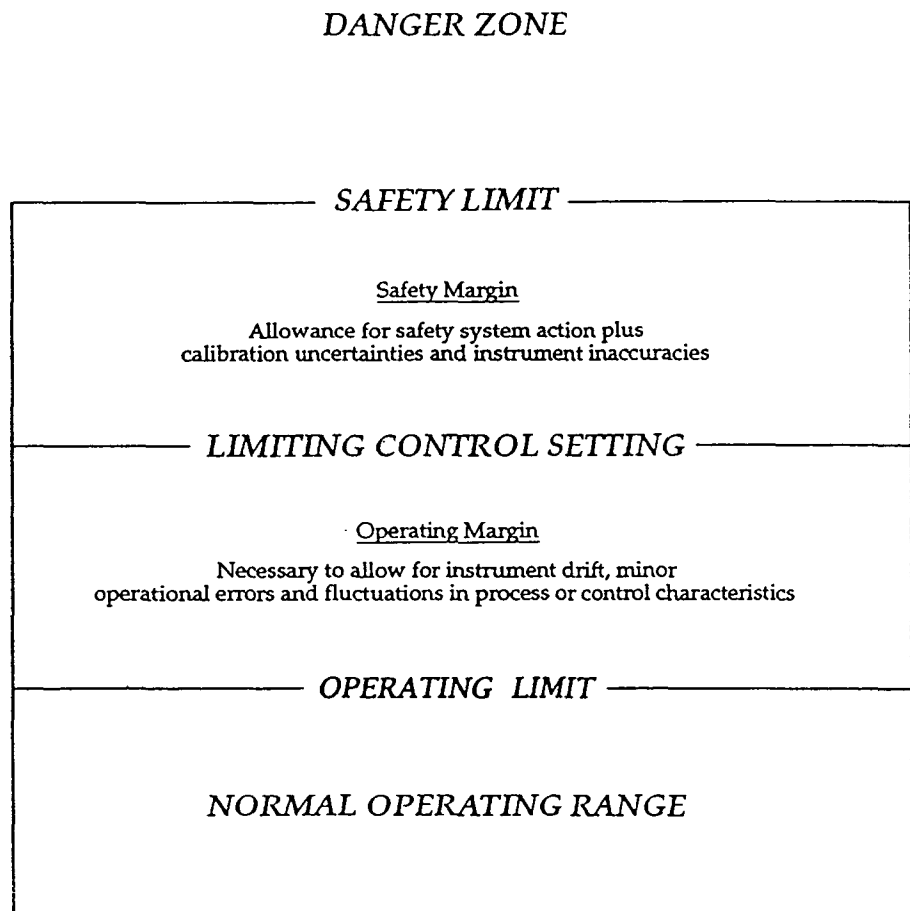 DANGER ZONE
SAFETY LIMIT
Safety Margin
Allowance for safety system action plus
calibration uncertainties and instrument inaccuracies
LIMITING CONTROL SETTING
Operating Margin
Necessary to allow for instrument drift, minor
operational errors and fluctuations in process or control characteristics
OPERATING LIMIT
NORMAL OPERATING RANGE